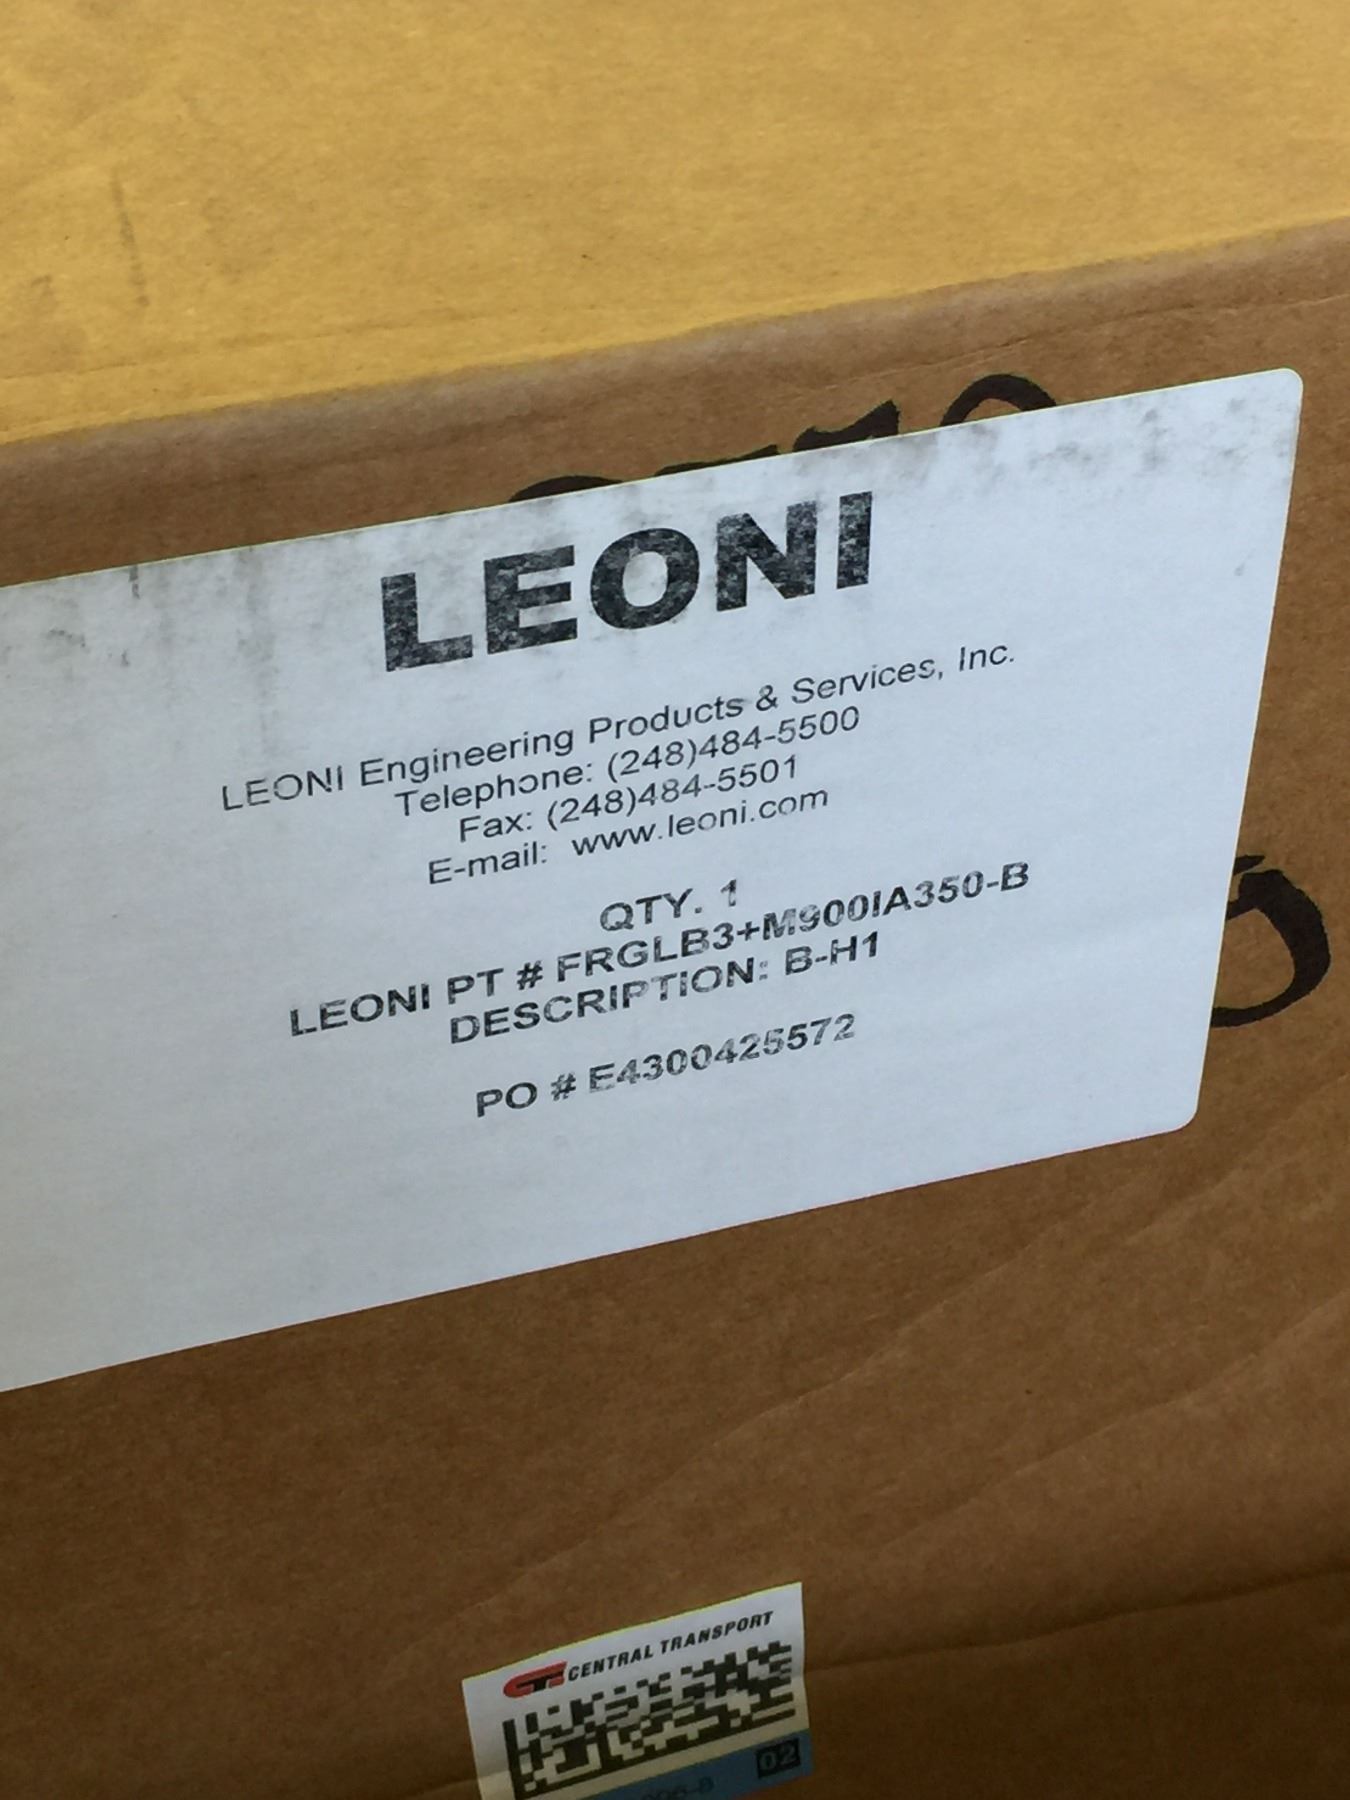 LEONI
LEONI Engineering Products & Services, Inc.
Telephone: (248)484-5500
Fax: (248)484-5501
E-mail: www.leoni.com
QTY. 1
LEONI PT # FRGLB3+M900IA350-B
DESCRIPTION: B-H1
PO # E4300425572
CENTRAL TRANSPORT
02